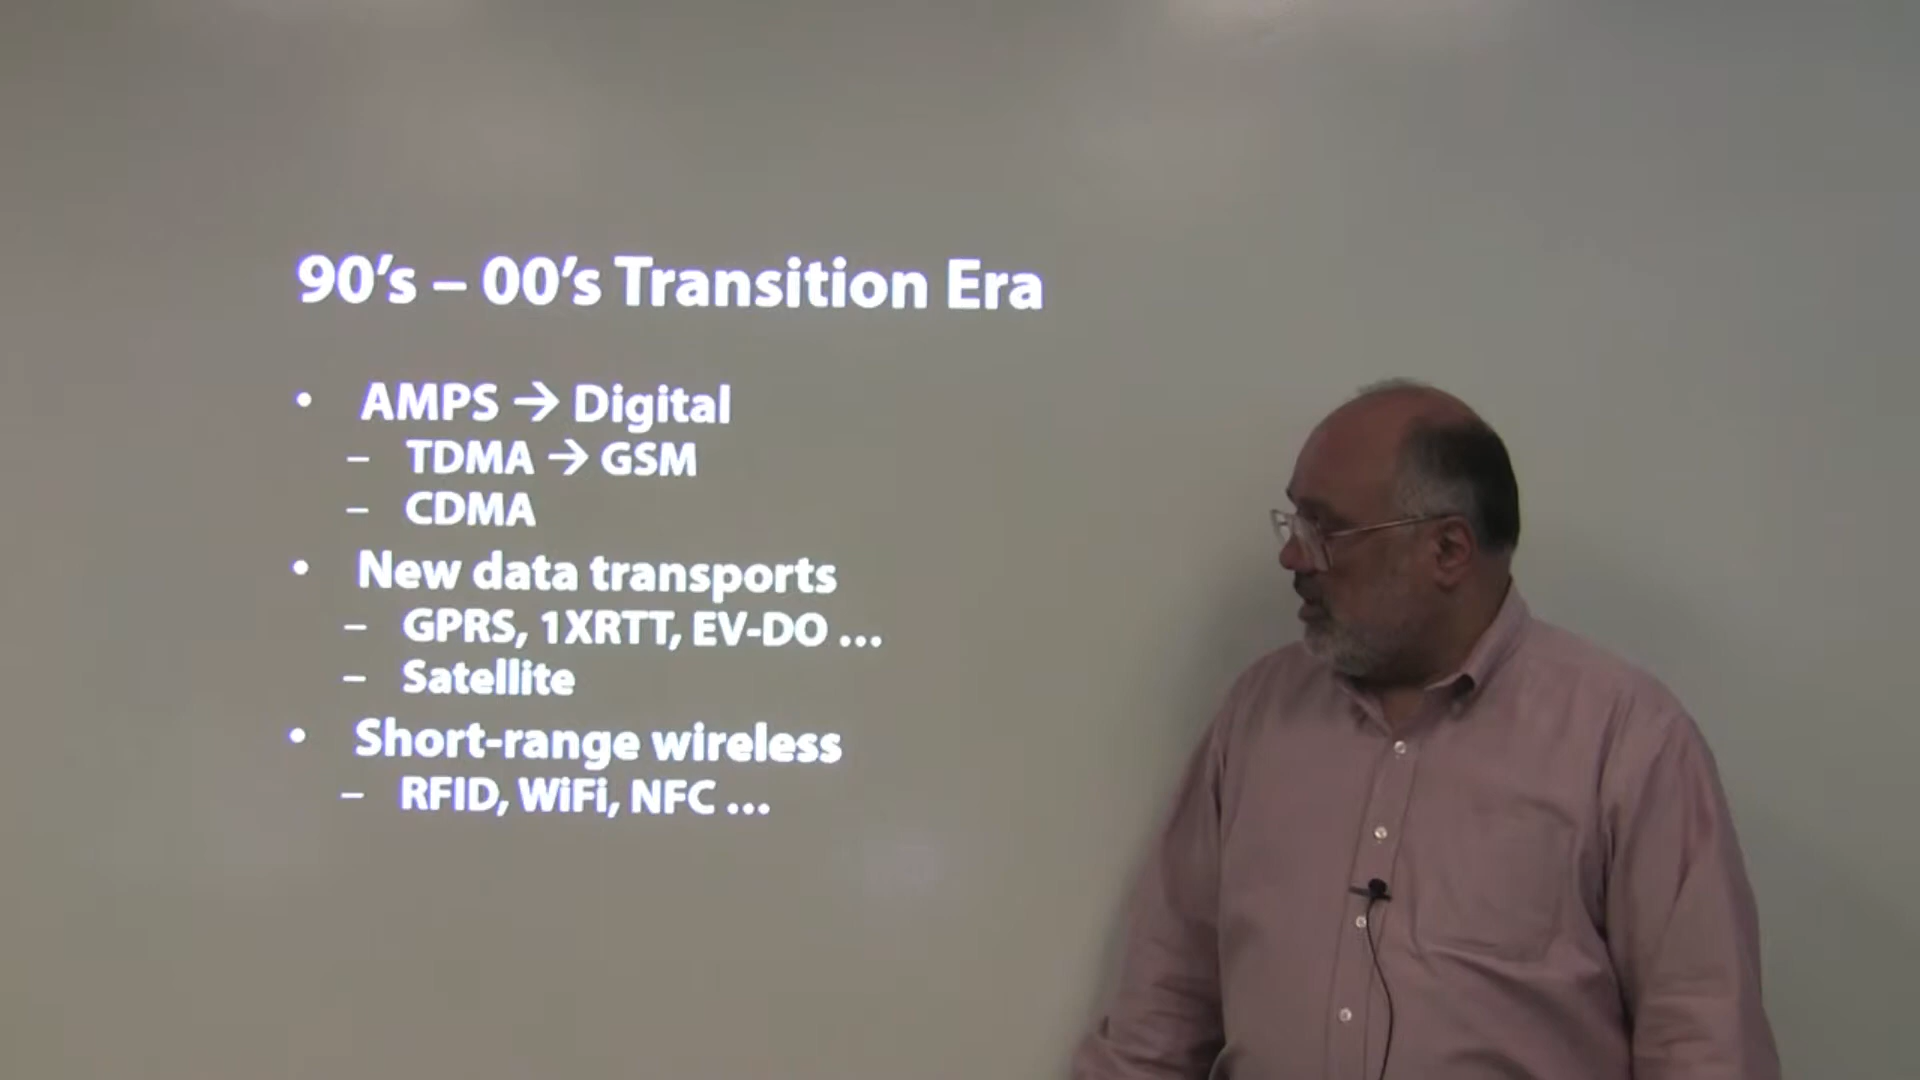 90's – 00's Transition Era
• AMPS → Digital
– TDMA → GSM
– CDMA
• New data transports
– GPRS, 1XRTT, EV-DO ...
– Satellite
• Short-range wireless
– RFID, WiFi, NFC ...